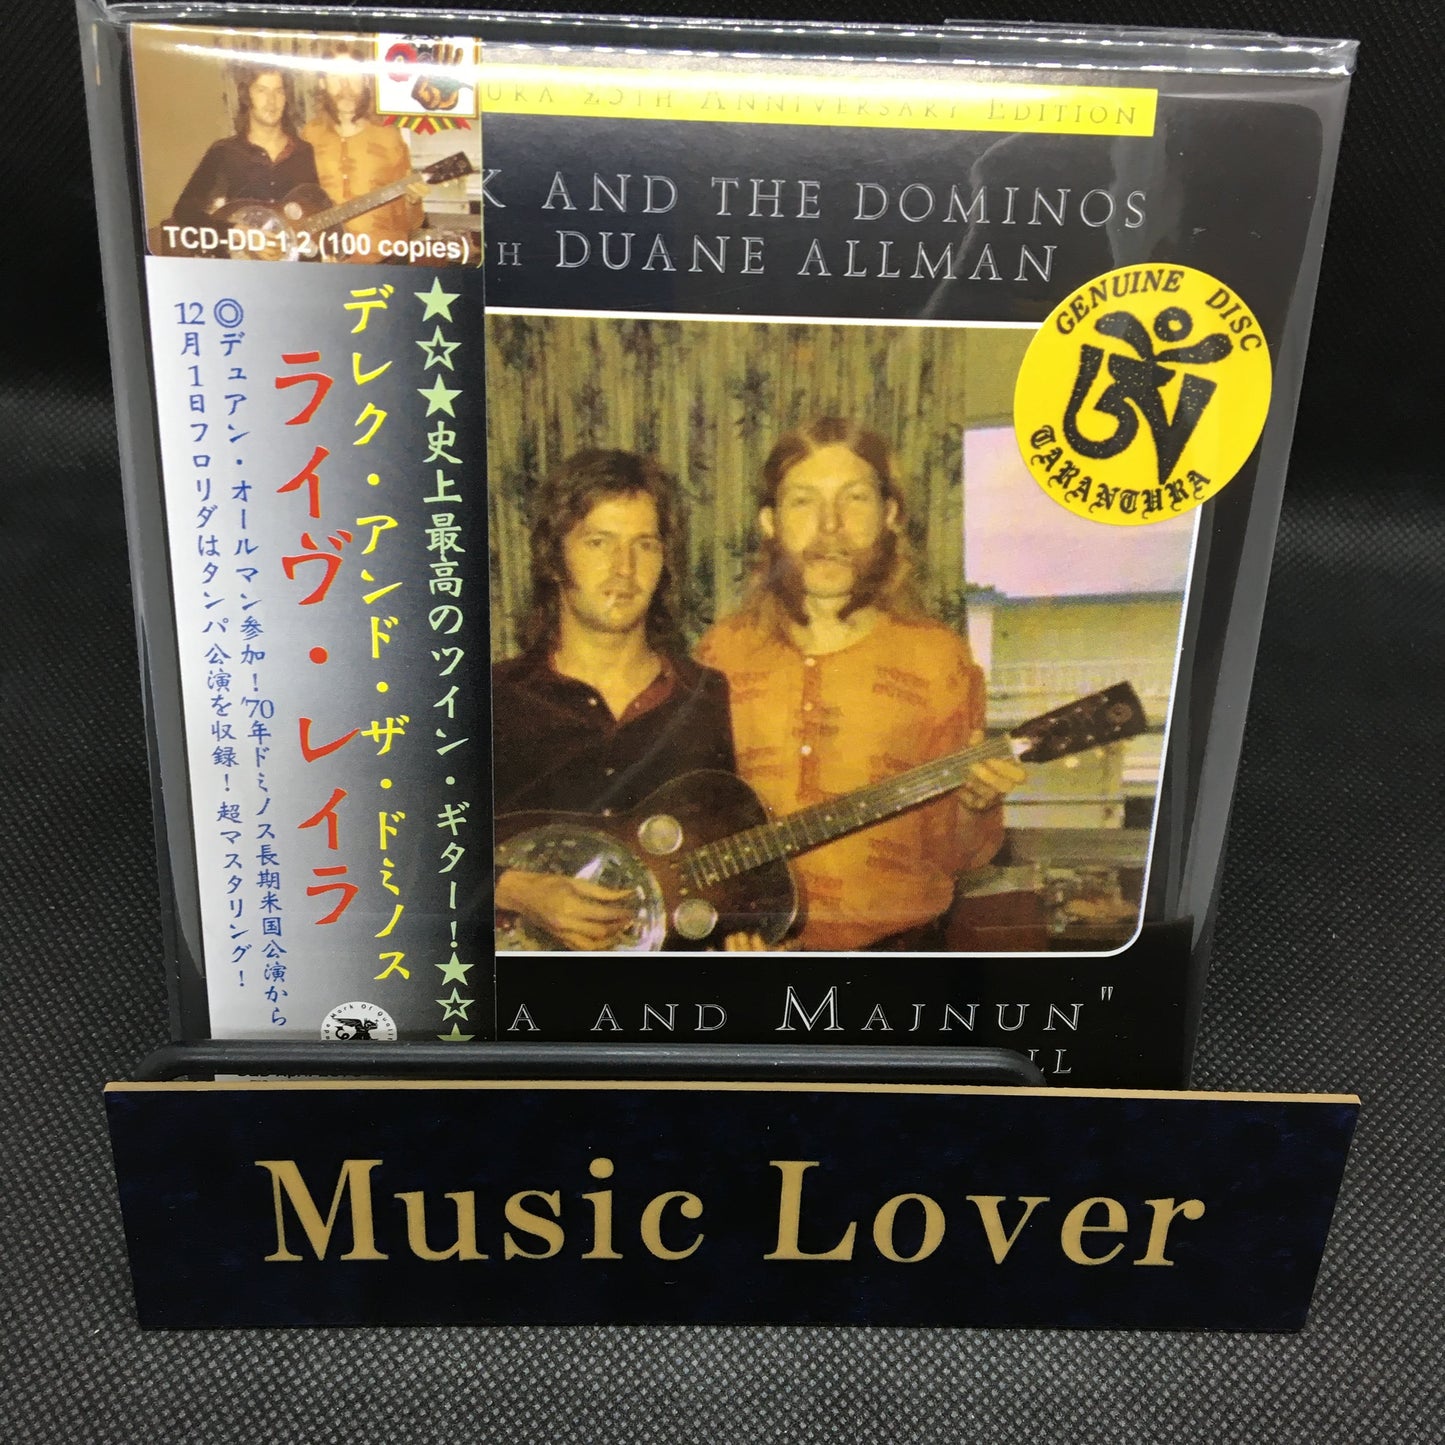 URA 25TH ANNIVERSARY EDITION
K AND THE DOMINOS
TH DUANE ALLMAN
GENUINE DISC
TARANTURA
TCD-DD-1,2 (100 copies)
★☆★史上最高のツイン・ギター!★☆★
デレク・アンド・ザ・ドミノス
ライヴ・レイラ
◎デュアン・オールマン参加!'70年ドミノス長期米国公演から
12月1日フロリダはタンパ公演を収録!超マスタリング!
A AND MAJNUN"
LL
Music Lover